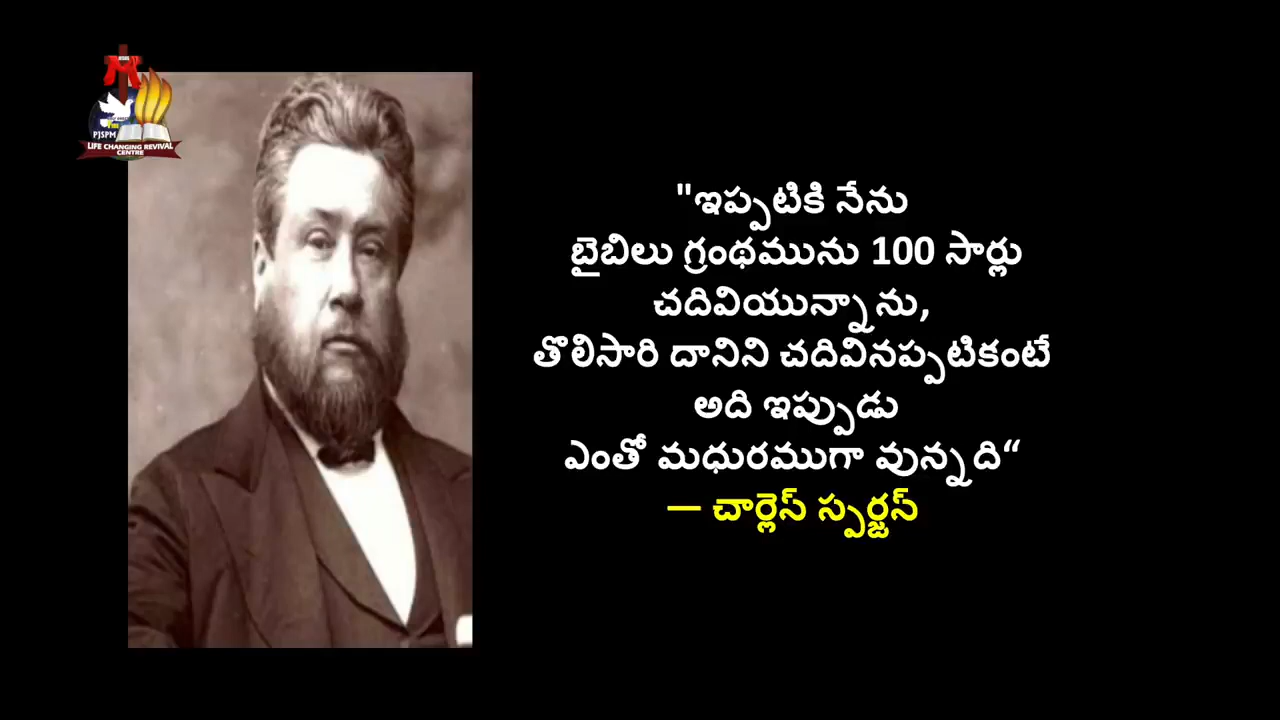 PJSPM
LIFE CHANGING REVIVAL
CENTRE
"ఇప్పటికి నేను
బైబిలు గ్రంథమును 100 సార్లు
చదివియున్నాను,
తొలిసారి దానిని చదివినప్పటికంటే
అది ఇప్పుడు
ఎంతో మధురముగా వున్నది“
— చార్లెస్ స్పర్జస్